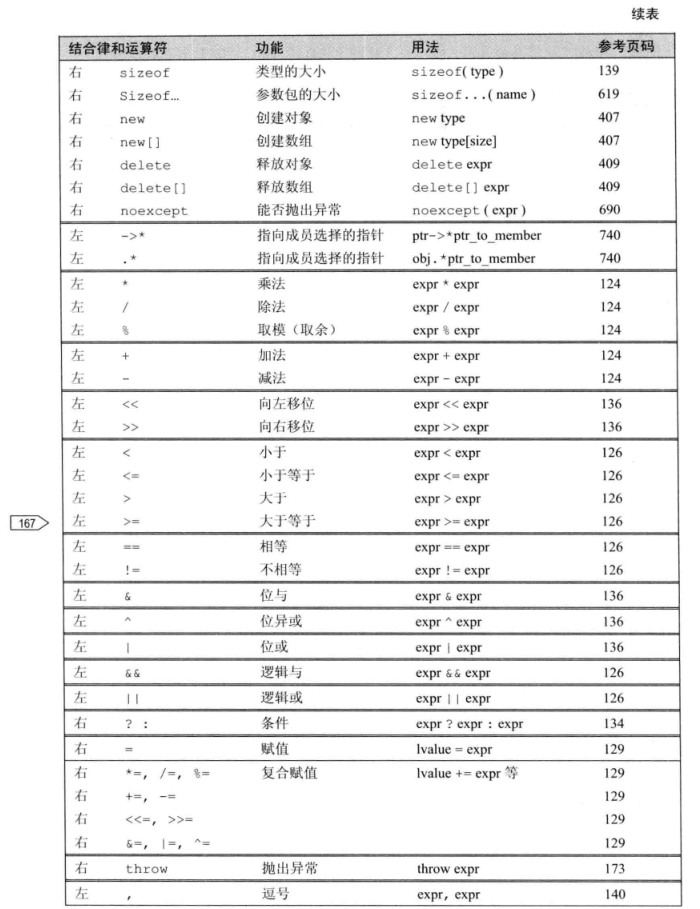 续表
结合律和运算符 功能 用法 参考页码
右 sizeof 类型的大小 sizeof( type ) 139
右 Sizeof… 参数包的大小 sizeof...( name ) 619
右 new 创建对象 new type 407
右 new[] 创建数组 new type[size] 407
右 delete 释放对象 delete expr 409
右 delete[] 释放数组 delete[] expr 409
右 noexcept 能否抛出异常 noexcept ( expr ) 690
左 ->* 指向成员选择的指针 ptr->*ptr_to_member 740
左 .* 指向成员选择的指针 obj.*ptr_to_member 740
左 * 乘法 expr * expr 124
左 / 除法 expr / expr 124
左 % 取模（取余） expr % expr 124
左 + 加法 expr + expr 124
左 - 减法 expr - expr 124
左 << 向左移位 expr << expr 136
左 >> 向右移位 expr >> expr 136
左 < 小于 expr < expr 126
左 <= 小于等于 expr <= expr 126
左 > 大于 expr > expr 126
167 左 >= 大于等于 expr >= expr 126
左 == 相等 expr == expr 126
左 != 不相等 expr != expr 126
左 & 位与 expr & expr 136
左 ^ 位异或 expr ^ expr 136
左 | 位或 expr | expr 136
左 && 逻辑与 expr && expr 126
左 || 逻辑或 expr || expr 126
右 ? : 条件 expr ? expr : expr 134
右 = 赋值 lvalue = expr 129
右 *=, /=, %= 复合赋值 lvalue += expr 等 129
右 +=, -= 129
右 <<=, >>= 129
右 &=, |=, ^= 129
右 throw 抛出异常 throw expr 173
左 , 逗号 expr, expr 140